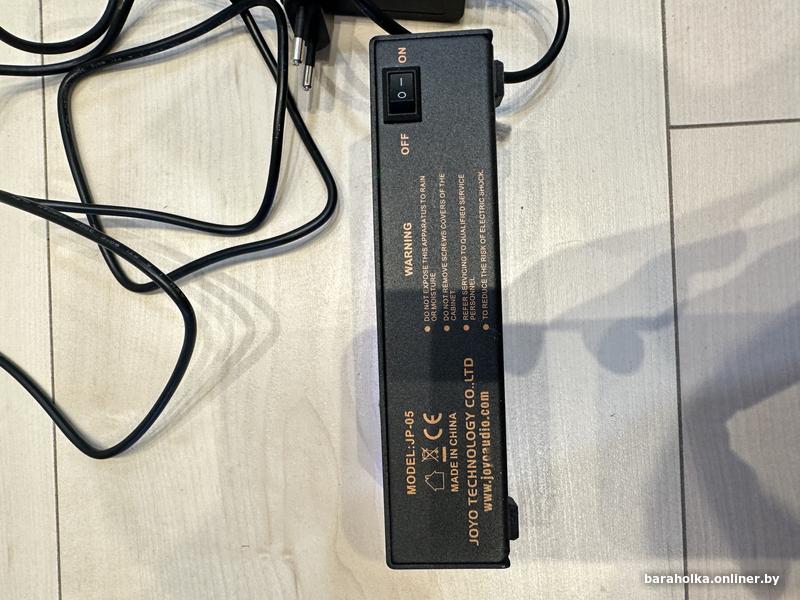 ON
I
O
OFF
WARNING
● DO NOT EXPOSE THIS APPARATUS TO RAIN
OR MOISTURE.
● DO NOT REMOVE SCREWS COVERS OF THE
CABINET.
● REFER SERVICING TO QUALIFIED SERVICE
PERSONNEL.
● TO REDUCE THE RISK OF ELECTRIC SHOCK.
MODEL:JP-05
CE
MADE IN CHINA
JOYO TECHNOLOGY CO.,LTD
www.joyoaudio.com
baraholka.onliner.by